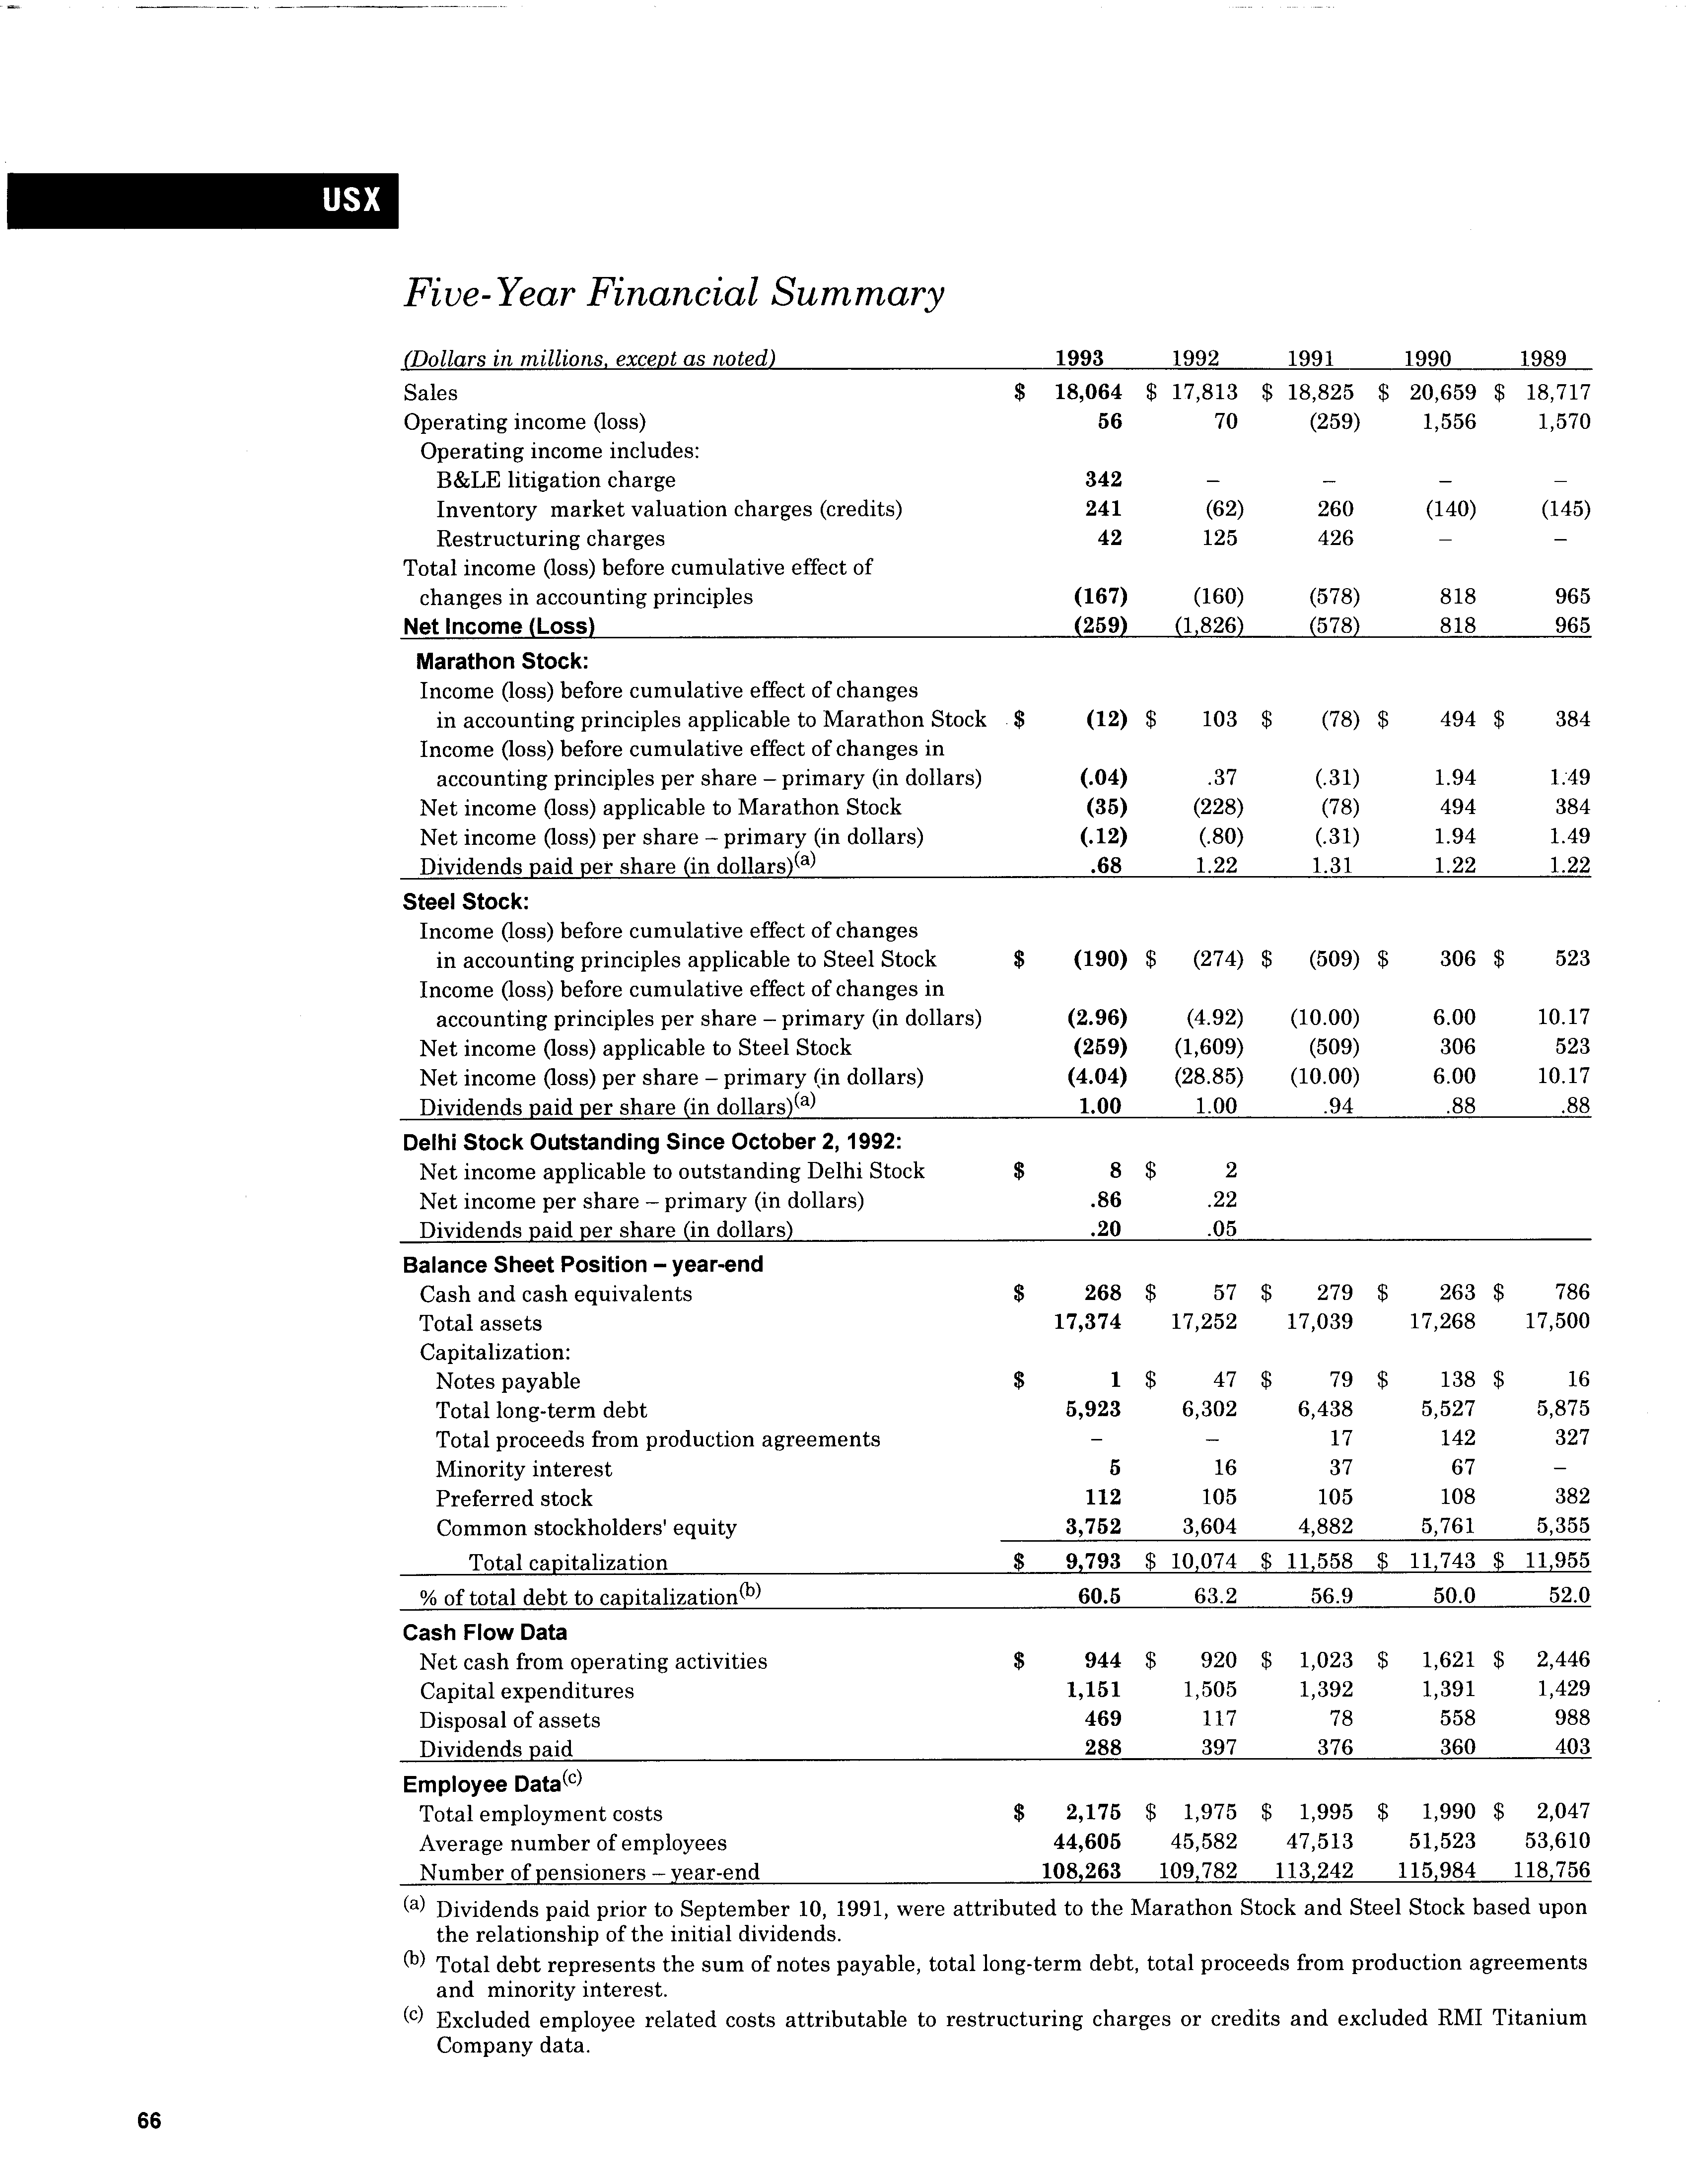 USX
Five-Year Financial Summary
(Dollars in millions, except as noted) 1993 1992 1991 1990 1989
Sales $ 18,064 $ 17,813 $ 18,825 $ 20,659 $ 18,717
Operating income (loss) 56 70 (259) 1,556 1,570
Operating income includes:
B&LE litigation charge 342 – – – –
Inventory market valuation charges (credits) 241 (62) 260 (140) (145)
Restructuring charges 42 125 426 – –
Total income (loss) before cumulative effect of
changes in accounting principles (167) (160) (578) 818 965
Net Income (Loss) (259) (1,826) (578) 818 965
Marathon Stock:
Income (loss) before cumulative effect of changes
in accounting principles applicable to Marathon Stock $ (12) $ 103 $ (78) $ 494 $ 384
Income (loss) before cumulative effect of changes in
accounting principles per share – primary (in dollars) (.04) .37 (.31) 1.94 1.49
Net income (loss) applicable to Marathon Stock (35) (228) (78) 494 384
Net income (loss) per share – primary (in dollars) (.12) (.80) (.31) 1.94 1.49
Dividends paid per share (in dollars)(a) .68 1.22 1.31 1.22 1.22
Steel Stock:
Income (loss) before cumulative effect of changes
in accounting principles applicable to Steel Stock $ (190) $ (274) $ (509) $ 306 $ 523
Income (loss) before cumulative effect of changes in
accounting principles per share – primary (in dollars) (2.96) (4.92) (10.00) 6.00 10.17
Net income (loss) applicable to Steel Stock (259) (1,609) (509) 306 523
Net income (loss) per share – primary (in dollars) (4.04) (28.85) (10.00) 6.00 10.17
Dividends paid per share (in dollars)(a) 1.00 1.00 .94 .88 .88
Delhi Stock Outstanding Since October 2, 1992:
Net income applicable to outstanding Delhi Stock $ 8 $ 2
Net income per share – primary (in dollars) .86 .22
Dividends paid per share (in dollars) .20 .05
Balance Sheet Position – year-end
Cash and cash equivalents $ 268 $ 57 $ 279 $ 263 $ 786
Total assets 17,374 17,252 17,039 17,268 17,500
Capitalization:
Notes payable $ 1 $ 47 $ 79 $ 138 $ 16
Total long-term debt 5,923 6,302 6,438 5,527 5,875
Total proceeds from production agreements – – 17 142 327
Minority interest 5 16 37 67 –
Preferred stock 112 105 105 108 382
Common stockholders' equity 3,752 3,604 4,882 5,761 5,355
Total capitalization $ 9,793 $ 10,074 $ 11,558 $ 11,743 $ 11,955
% of total debt to capitalization(b) 60.5 63.2 56.9 50.0 52.0
Cash Flow Data
Net cash from operating activities $ 944 $ 920 $ 1,023 $ 1,621 $ 2,446
Capital expenditures 1,151 1,505 1,392 1,391 1,429
Disposal of assets 469 117 78 558 988
Dividends paid 288 397 376 360 403
Employee Data(c)
Total employment costs $ 2,175 $ 1,975 $ 1,995 $ 1,990 $ 2,047
Average number of employees 44,605 45,582 47,513 51,523 53,610
Number of pensioners – year-end 108,263 109,782 113,242 115,984 118,756
(a) Dividends paid prior to September 10, 1991, were attributed to the Marathon Stock and Steel Stock based upon
the relationship of the initial dividends.
(b) Total debt represents the sum of notes payable, total long-term debt, total proceeds from production agreements
and minority interest.
(c) Excluded employee related costs attributable to restructuring charges or credits and excluded RMI Titanium
Company data.
66